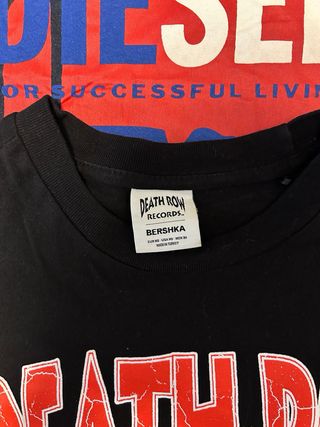 DIESEL
FOR SUCCESSFUL LIVING
DEATH ROW
RECORDS
BERSHKA
MADE IN TURKEY
DEATH R